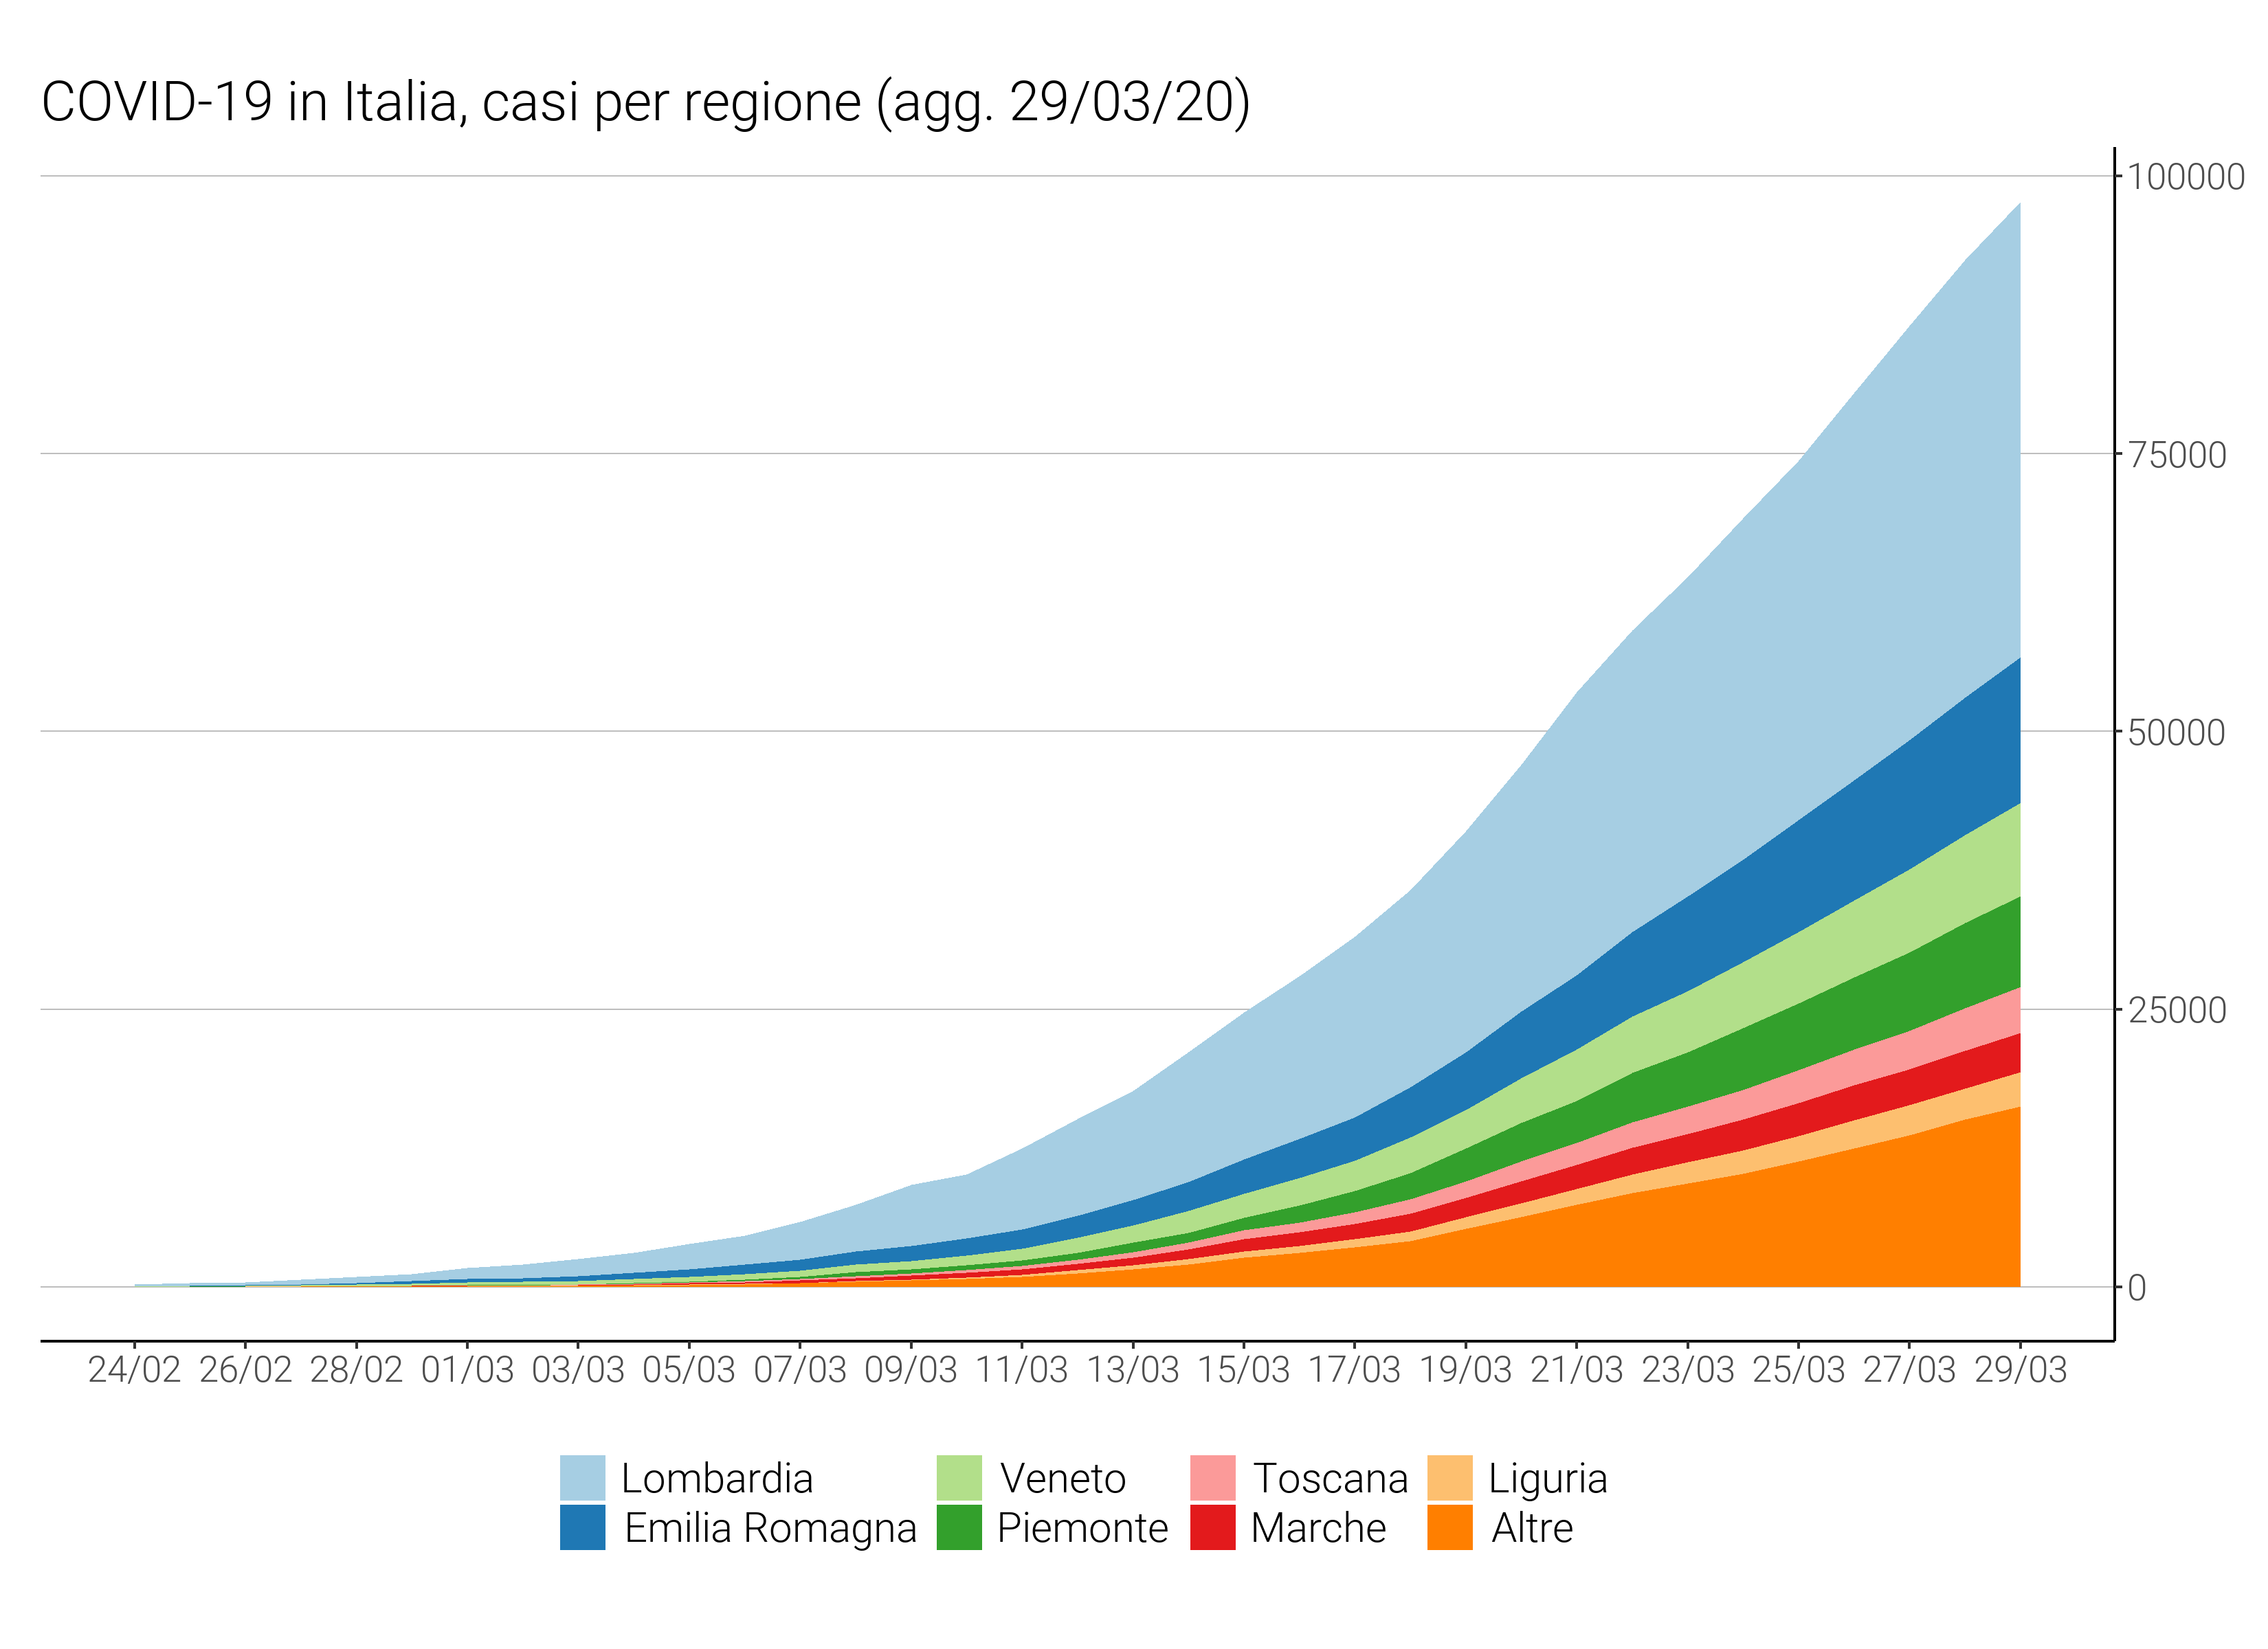 COVID-19 in Italia, casi per regione (agg. 29/03/20)
100000
75000
50000
25000
0
24/02 26/02 28/02 01/03 03/03 05/03 07/03 09/03 11/03 13/03 15/03 17/03 19/03 21/03 23/03 25/03 27/03 29/03
Lombardia Veneto Toscana Liguria
Emilia Romagna Piemonte Marche Altre